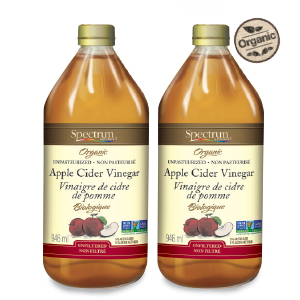 Organic
Spectrum
Organic
UNPASTEURIZED • NON PASTEURISÉ
Apple Cider Vinegar
Vinaigre de cidre
de pomme
Biologique
946 ml
UNFILTERED
NON FILTRÉ
Spectrum
Organic
UNPASTEURIZED • NON PASTEURISÉ
Apple Cider Vinegar
Vinaigre de cidre
de pomme
Biologique
946 ml
UNFILTERED
NON FILTRÉ